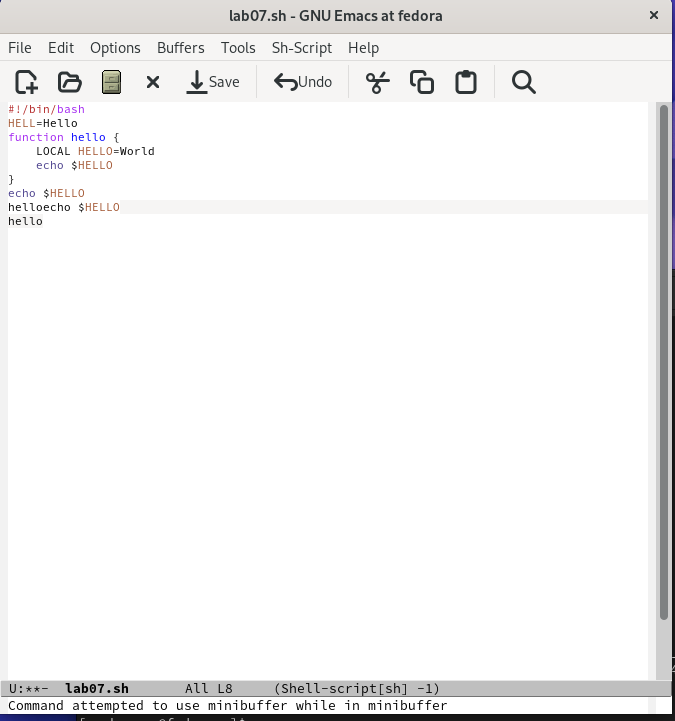 lab07.sh - GNU Emacs at fedora
File Edit Options Buffers Tools Sh-Script Help
Save Undo
#!/bin/bash
HELL=Hello
function hello {
    LOCAL HELLO=World
    echo $HELLO
}
echo $HELLO
helloecho $HELLO
hello
U:**- lab07.sh All L8 (Shell-script[sh] -1)
Command attempted to use minibuffer while in minibuffer